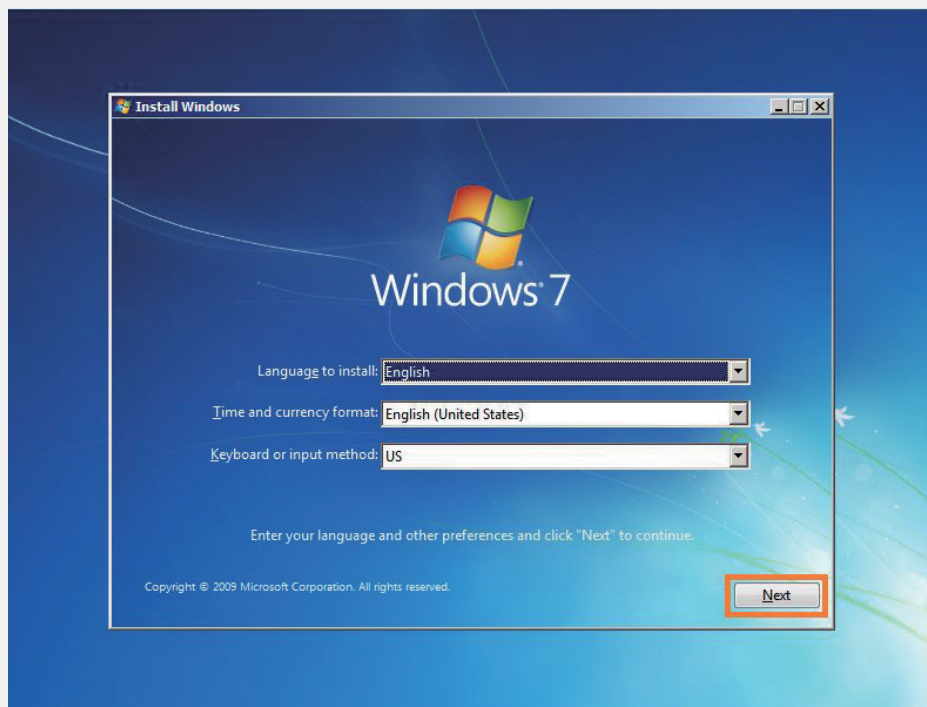 Install Windows
Windows 7
Language to install: English
Time and currency format: English (United States)
Keyboard or input method: US
Enter your language and other preferences and click "Next" to continue.
Copyright © 2009 Microsoft Corporation. All rights reserved.
Next